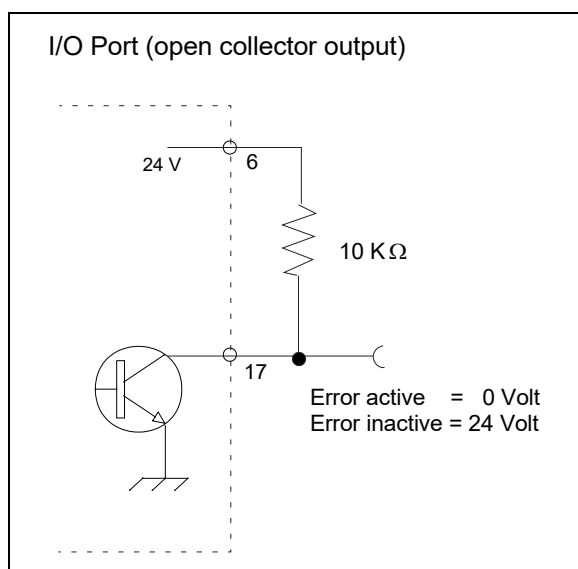 I/O Port (open collector output)
24 V
6
10 KΩ
17
Error active = 0 Volt
Error inactive = 24 Volt